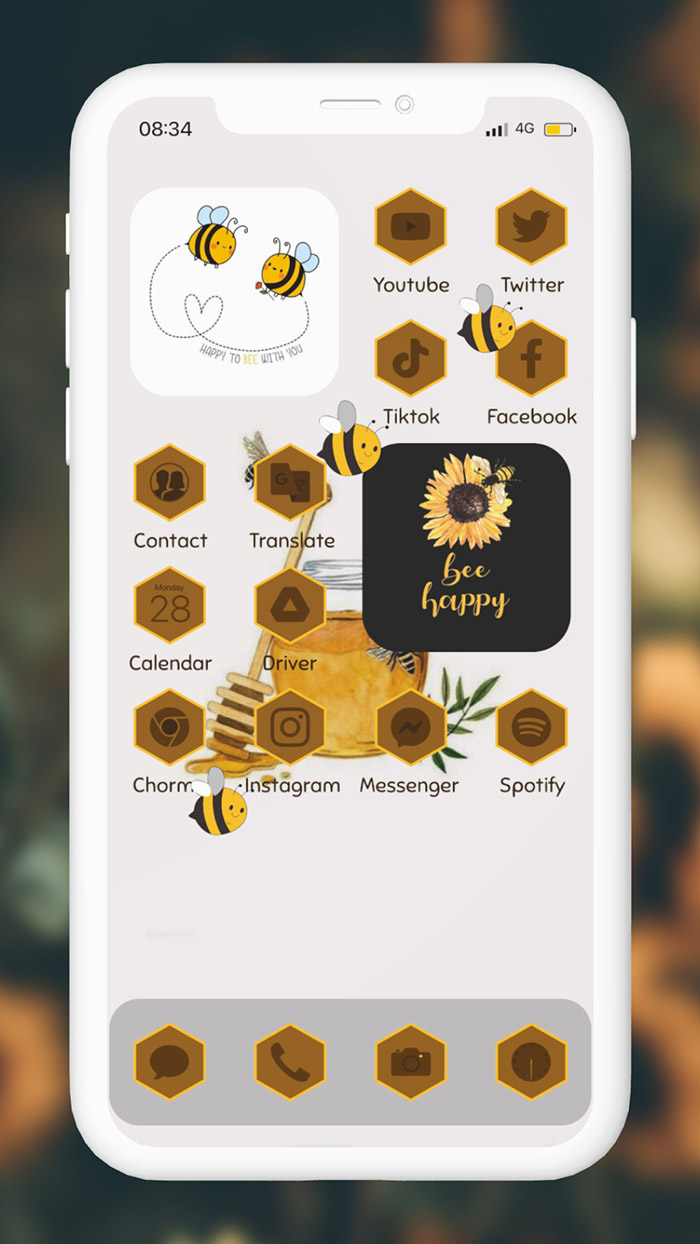 08:34
4G
HAPPY TO BEE WITH YOU
Youtube
Twitter
Tiktok
Facebook
Contact
Translate
G
bee
happy
Monday
28
Calendar
Driver
Chorm
Instagram
Messenger
Spotify